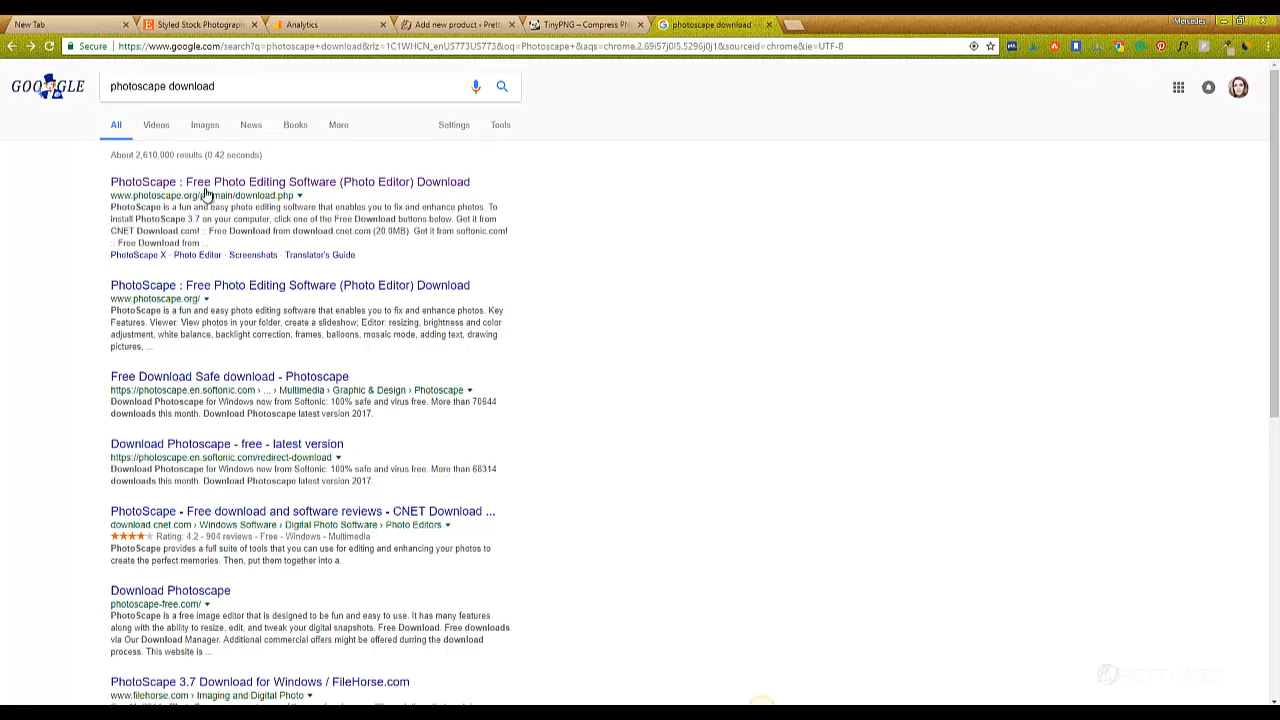 New Tab
Styled Stock Photograph
Analytics
Add new product ‹ Prett
TinyPNG – Compress PN
photoscape download -
Mercedes
Secure
https://www.google.com/search?q=photoscape+download&rlz=1C1WHCN_enUS773US773&oq=Photoscape+&aqs=chrome.2.69i57j0l5.5296j0j1&sourceid=chrome&ie=UTF-8
GOOGLE
photoscape download
All
Videos
Images
News
Books
More
Settings
Tools
About 2,610,000 results (0.42 seconds)
PhotoScape : Free Photo Editing Software (Photo Editor) Download
www.photoscape.org/ main/download.php
PhotoScape is a fun and easy photo editing software that enables you to fix and enhance photos. To
install PhotoScape 3.7 on your computer, click one of the Free Download buttons below. Get it from
CNET Download.com! :: Free Download from download.cnet.com (20.0MB). Get it from softonic.com!
:: Free Download from ...
PhotoScape X · Photo Editor · Screenshots · Translator's Guide
PhotoScape : Free Photo Editing Software (Photo Editor) Download
www.photoscape.org/
PhotoScape is a fun and easy photo editing software that enables you to fix and enhance photos. Key
Features. Viewer: View photos in your folder, create a slideshow; Editor: resizing, brightness and color
adjustment, white balance, backlight correction, frames, balloons, mosaic mode, adding text, drawing
pictures, ...
Free Download Safe download - Photoscape
https://photoscape.en.softonic.com › ... › Multimedia › Graphic & Design › Photoscape
Download Photoscape for Windows now from Softonic: 100% safe and virus free. More than 70644
downloads this month. Download Photoscape latest version 2017.
Download Photoscape - free - latest version
https://photoscape.en.softonic.com/redirect-download
Download Photoscape for Windows now from Softonic: 100% safe and virus free. More than 68314
downloads this month. Download Photoscape latest version 2017.
PhotoScape - Free download and software reviews - CNET Download ...
download.cnet.com › Windows Software › Digital Photo Software › Photo Editors
Rating: 4.2 - 904 reviews - Free - Windows - Multimedia
PhotoScape provides a full suite of tools that you can use for editing and enhancing your photos to
create the perfect memories. Then, put them together into a.
Download Photoscape
photoscape-free.com/
PhotoScape is a free image editor that is designed to be fun and easy to use. It has many features
along with the ability to resize, edit, and tweak your digital snapshots. Free Download. Free downloads
via Our Download Manager. Additional commercial offers might be offered durring the download
process. This website is ...
PhotoScape 3.7 Download for Windows / FileHorse.com
www.filehorse.com › Imaging and Digital Photo